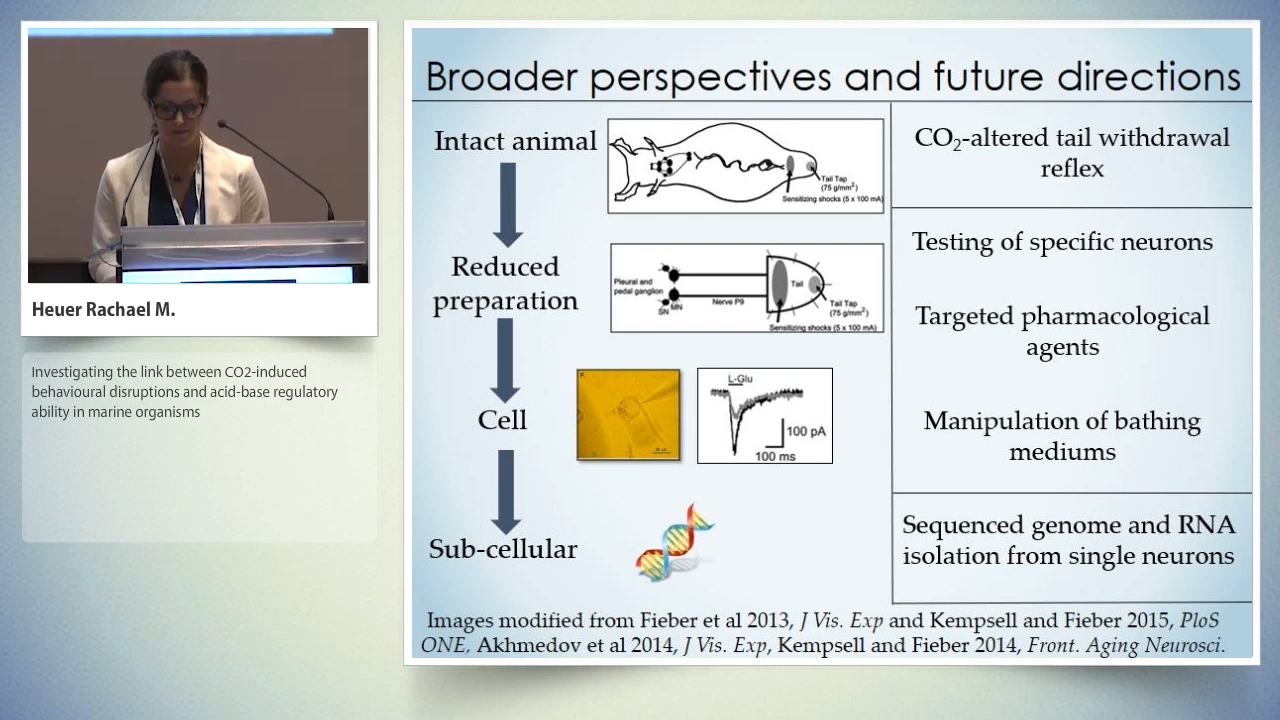 Heuer Rachael M.
Investigating the link between CO2-induced
behavioural disruptions and acid-base regulatory
ability in marine organisms
Broader perspectives and future directions
Intact animal
Tail Tap
(75 g/mm²)
Sensitizing shocks (5 x 100 mA)
CO₂-altered tail withdrawal
reflex
Reduced
preparation
Pleural and
pedal ganglion
SN MN
Nerve P9
Tail
Tail Tap
(75 g/mm²)
Sensitizing shocks (5 x 100 mA)
Testing of specific neurons
Targeted pharmacological
agents
Cell
L-Glu
100 pA
100 ms
Manipulation of bathing
mediums
Sub-cellular
Sequenced genome and RNA
isolation from single neurons
Images modified from Fieber et al 2013, J Vis. Exp and Kempsell and Fieber 2015, PloS
ONE, Akhmedov et al 2014, J Vis. Exp, Kempsell and Fieber 2014, Front. Aging Neurosci.